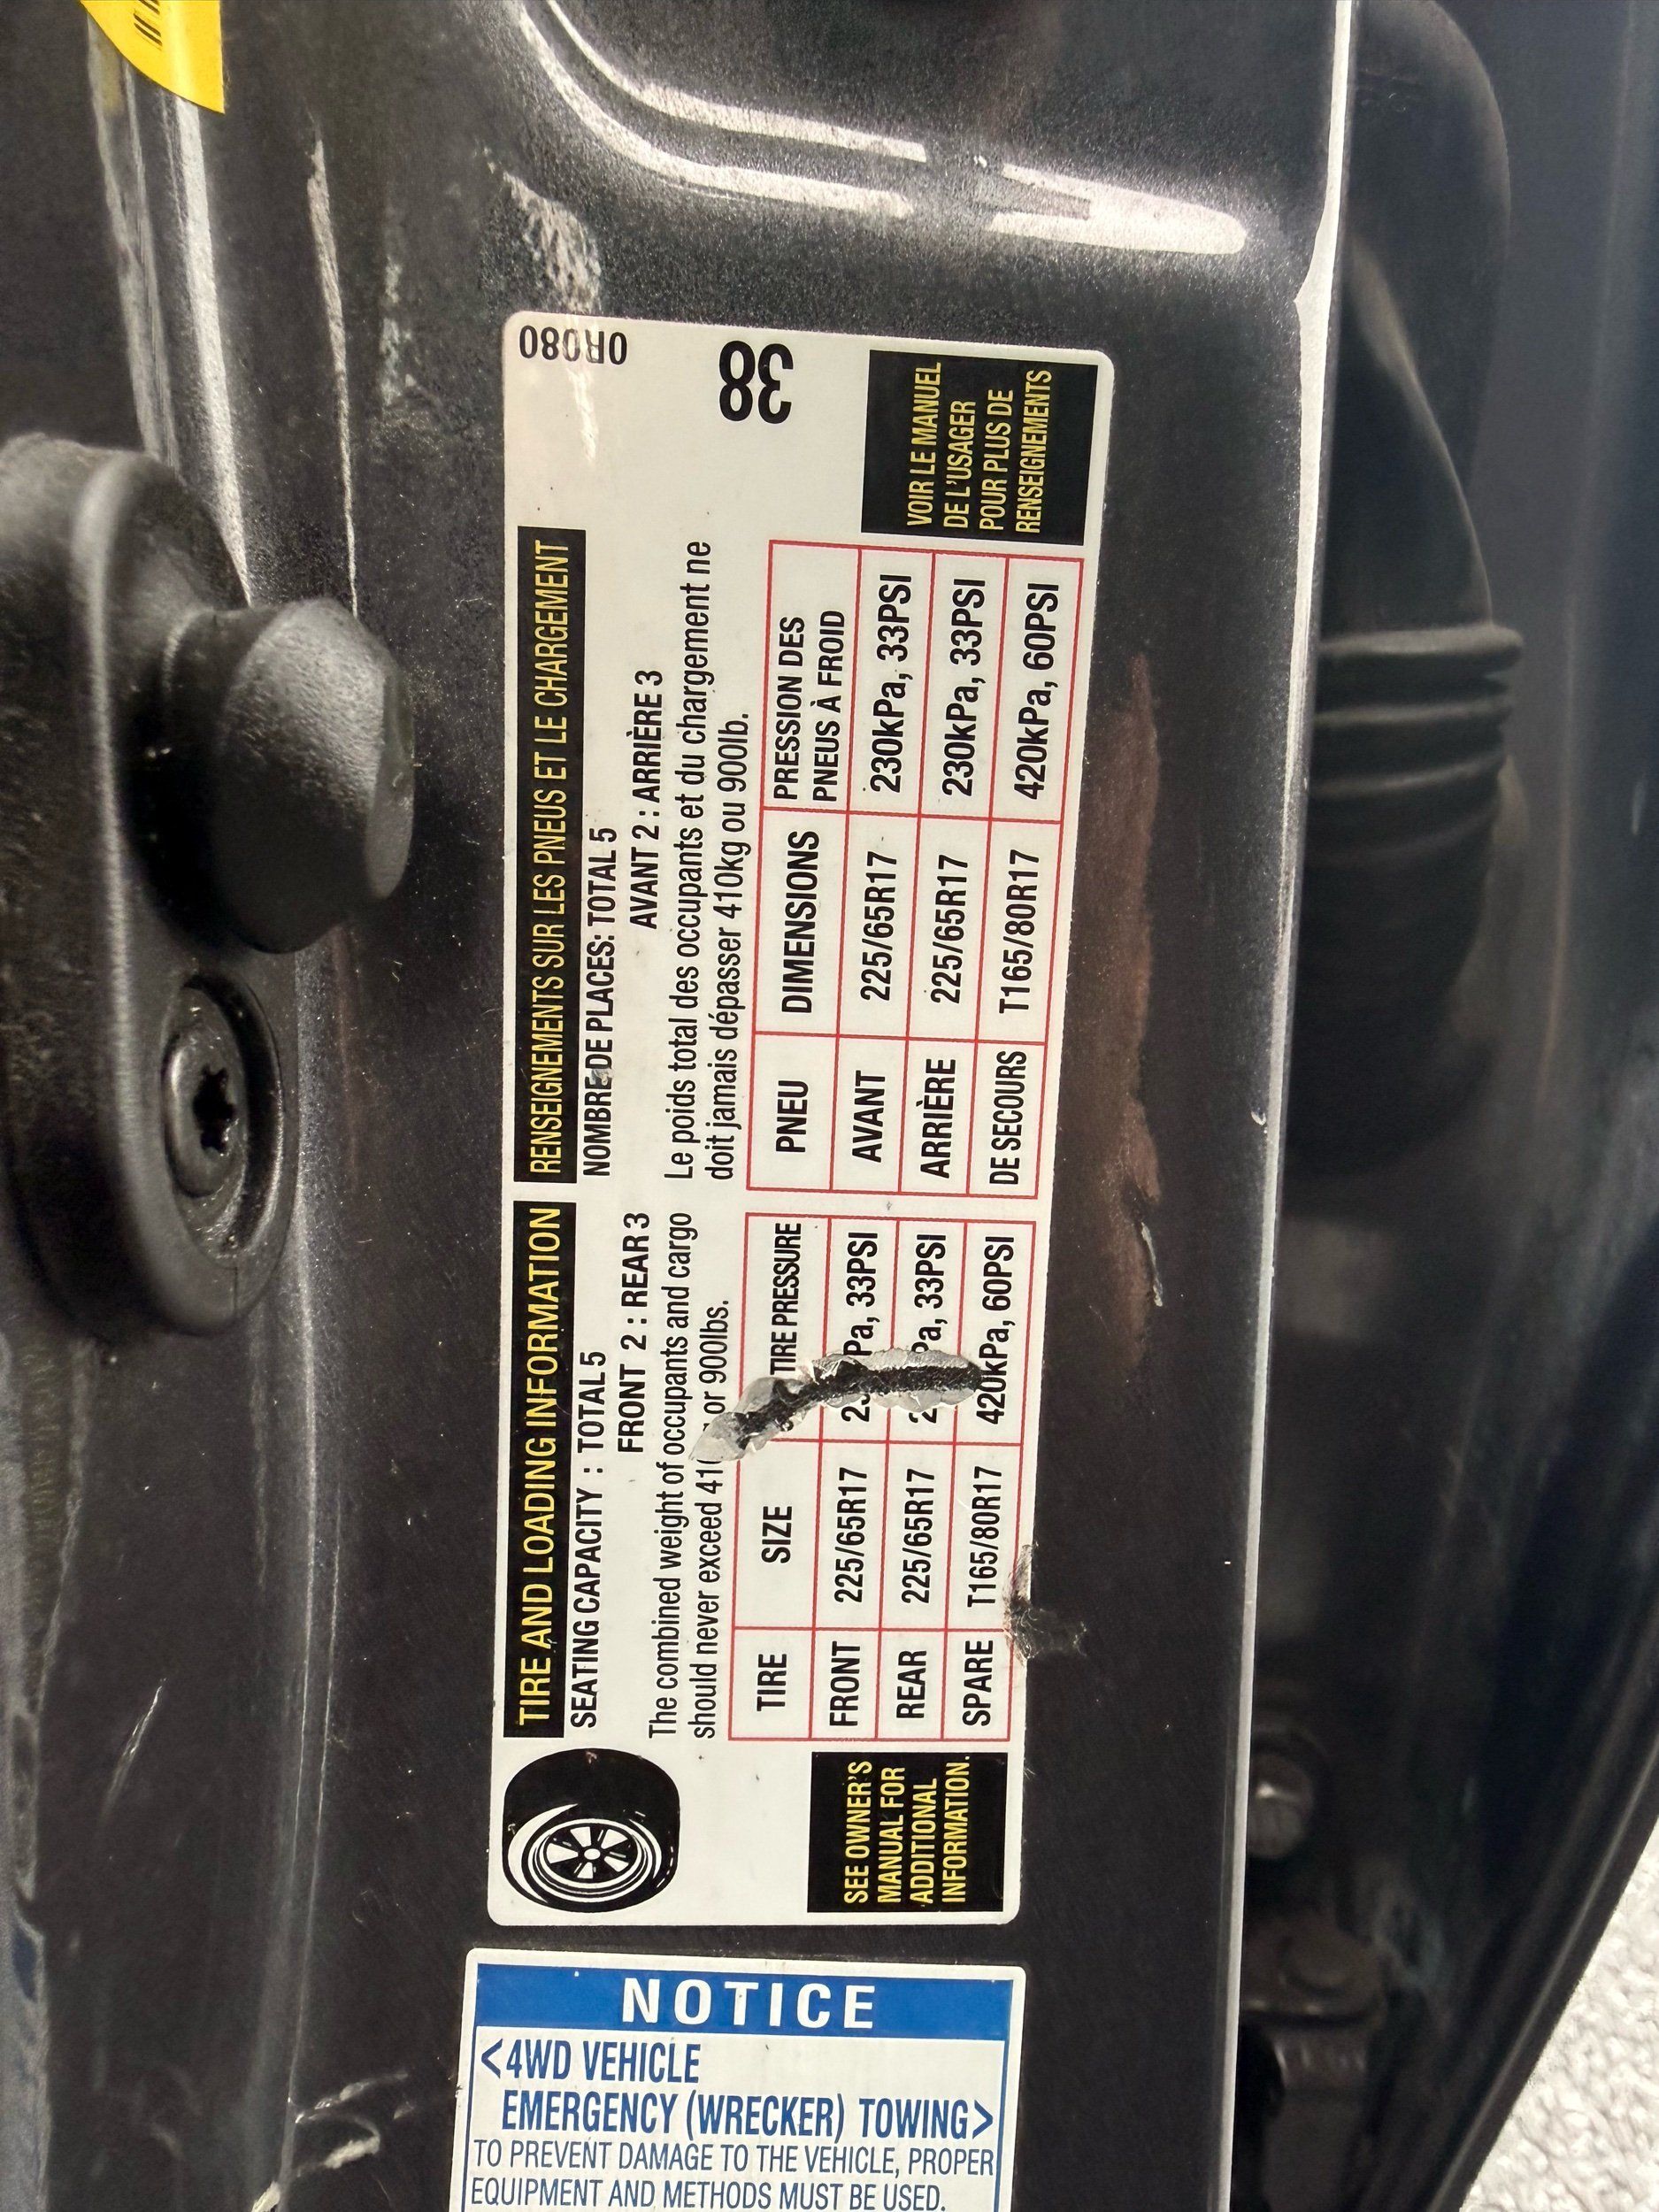 TIRE AND LOADING INFORMATION
SEATING CAPACITY : TOTAL 5
FRONT 2 : REAR 3
The combined weight of occupants and cargo
should never exceed 41 or 900lbs.
TIRE SIZE TIRE PRESSURE
FRONT 225/65R17 33PSI
REAR 225/65R17 33PSI
SPARE T165/80R17 420kPa, 60PSI
SEE OWNER'S
MANUAL FOR
ADDITIONAL
INFORMATION.
RENSEIGNEMENTS SUR LES PNEUS ET LE CHARGEMENT
NOMBRE DE PLACES: TOTAL 5
AVANT 2 : ARRIÈRE 3
Le poids total des occupants et du chargement ne
doit jamais dépasser 410kg ou 900lb.
PNEU DIMENSIONS PRESSION DES
PNEUS À FROID
AVANT 225/65R17 230kPa, 33PSI
ARRIÈRE 225/65R17 230kPa, 33PSI
DE SECOURS T165/80R17 420kPa, 60PSI
VOIR LE MANUEL
DE L'USAGER
POUR PLUS DE
RENSEIGNEMENTS
0R080
38
NOTICE
<4WD VEHICLE
EMERGENCY (WRECKER) TOWING>
TO PREVENT DAMAGE TO THE VEHICLE, PROPER
EQUIPMENT AND METHODS MUST BE USED.